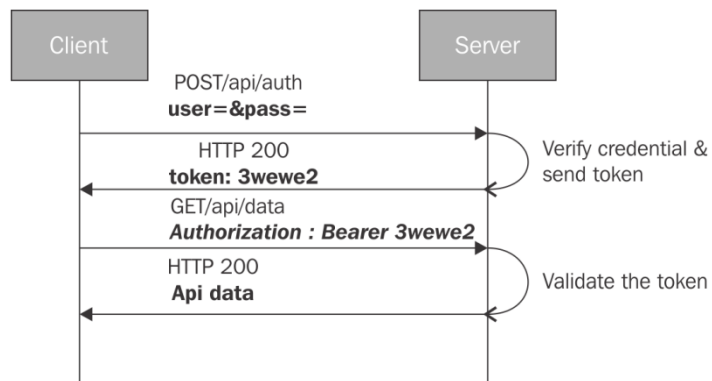 Client
Server
POST/api/auth
user=&pass=
HTTP 200
token: 3wewe2
Verify credential &
send token
GET/api/data
Authorization : Bearer 3wewe2
HTTP 200
Api data
Validate the token